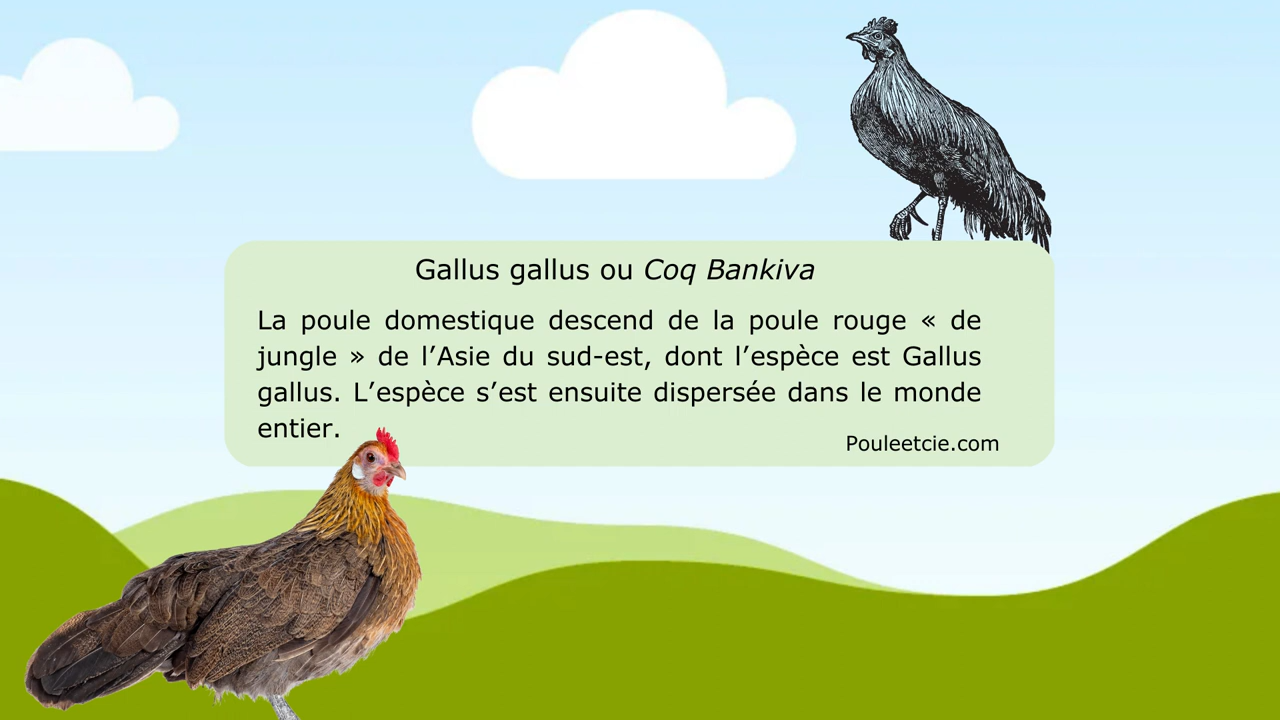 Gallus gallus ou Coq Bankiva
La poule domestique descend de la poule rouge « de
jungle » de l’Asie du sud-est, dont l’espèce est Gallus
gallus. L’espèce s’est ensuite dispersée dans le monde
entier.
Pouleetcie.com